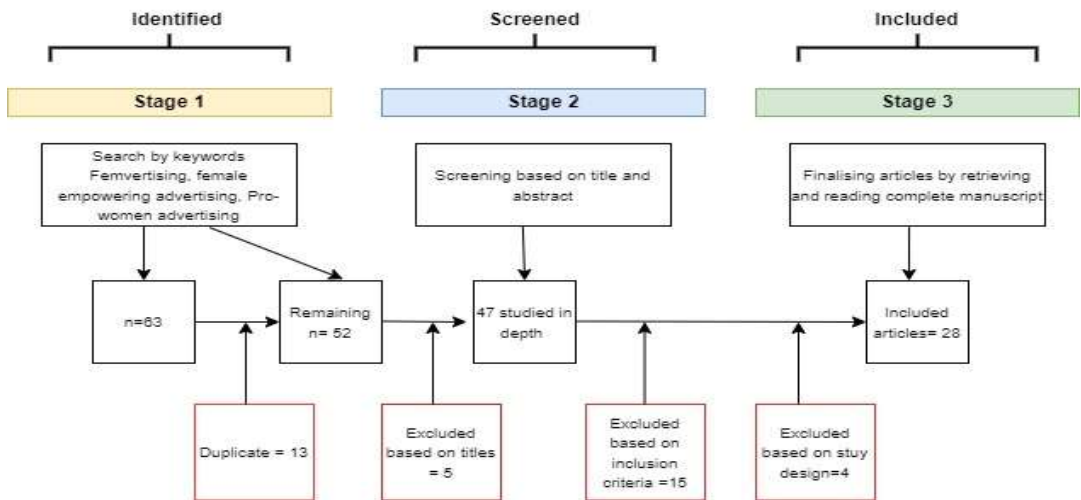 Identified
Screened
Included
Stage 1
Stage 2
Stage 3
Search by keywords
Femvertising, female
empowering advertising, Pro-
women advertising
Screening based on title and
abstract
Finalising articles by retrieving
and reading complete manuscript
n=63
Remaining
n= 52
47 studied in
depth
Included
articles= 28
Duplicate = 13
Excluded
based on titles
= 5
Excluded
based on
inclusion
criteria =15
Excluded
based on stuy
design=4